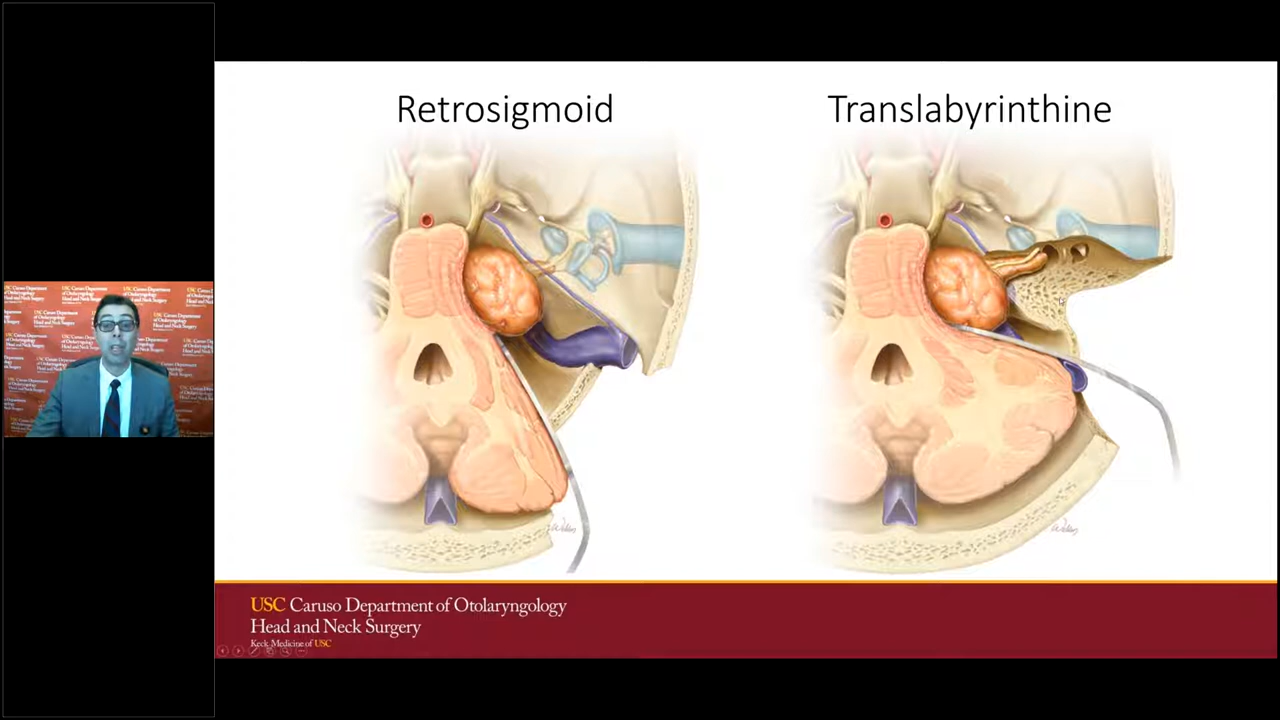 Retrosigmoid
Translabyrinthine
USC Caruso Department of Otolaryngology
Head and Neck Surgery
Keck Medicine of USC